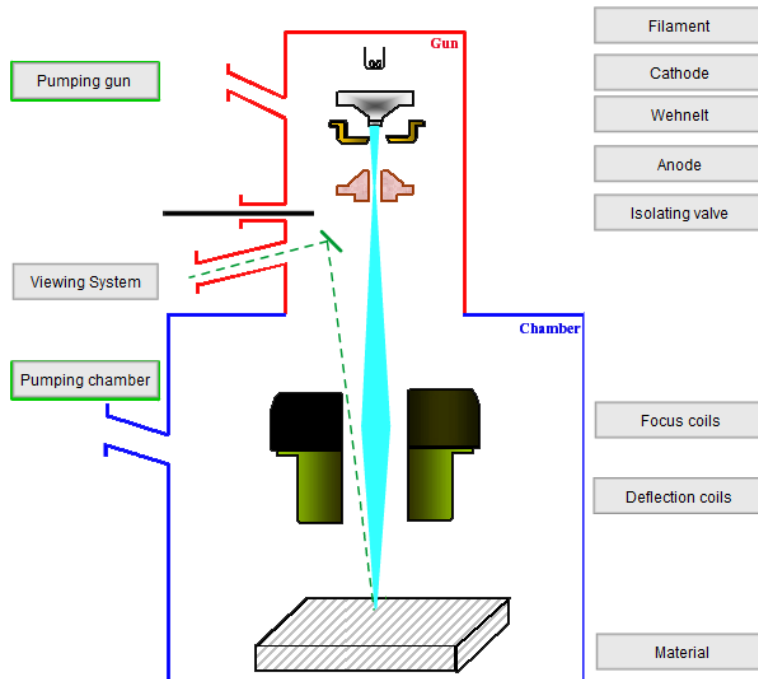 Filament
Gun
Pumping gun
Cathode
Wehnelt
Anode
Isolating valve
Viewing System
Chamber
Pumping chamber
Focus coils
Deflection coils
Material